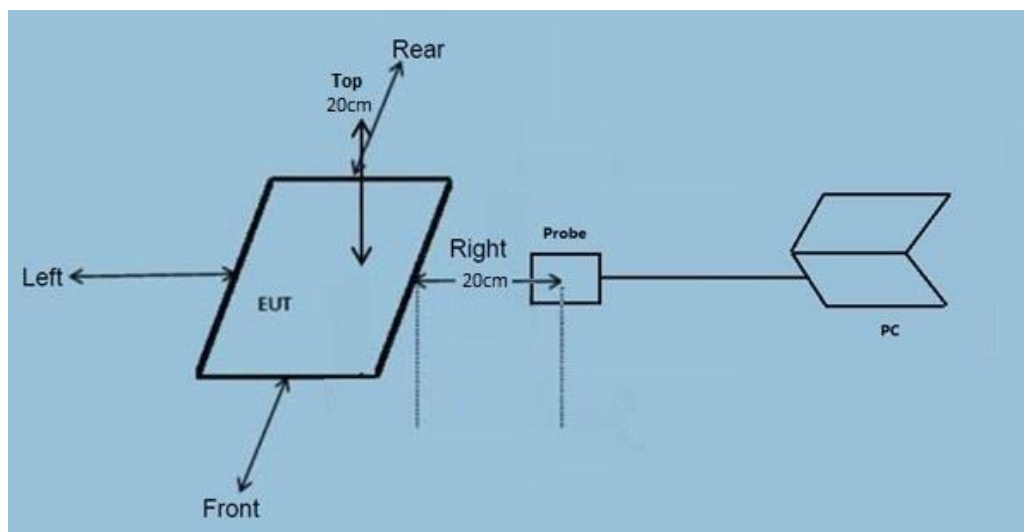 Rear
Top
20cm
Right
Probe
Left
20cm
EUT
PC
Front